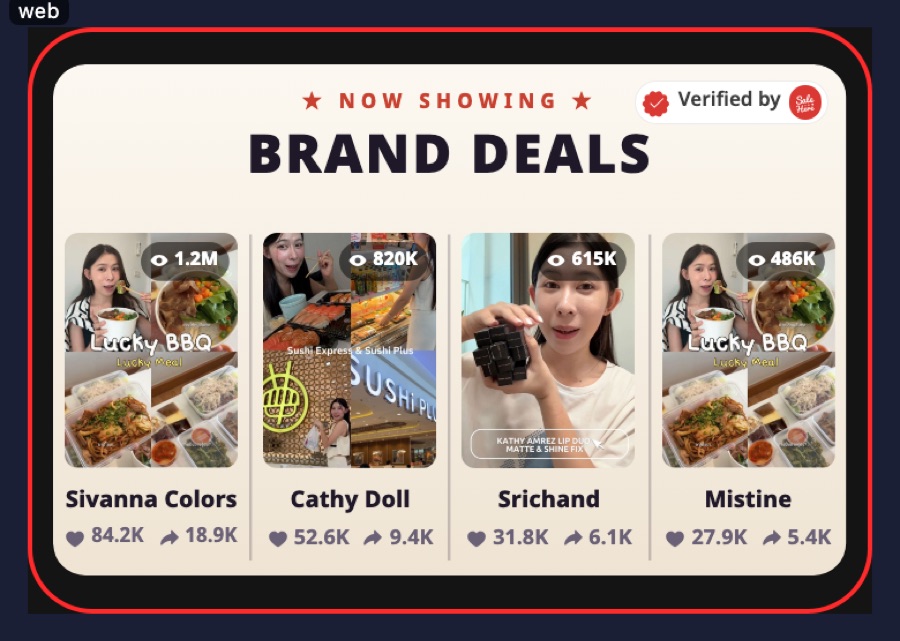 web
★ NOW SHOWING ★
Verified by
Sale Here
BRAND DEALS
1.2M
820K
615K
486K
Lucky BBQ
Lucky Meal
Sushi Express & Sushi Plus
SUSHi PLU
KATHY AMREZ LIP DUO
MATTE & SHINE FIX
Lucky BBQ
Lucky Meal
Sivanna Colors
Cathy Doll
Srichand
Mistine
84.2K 18.9K
52.6K 9.4K
31.8K 6.1K
27.9K 5.4K